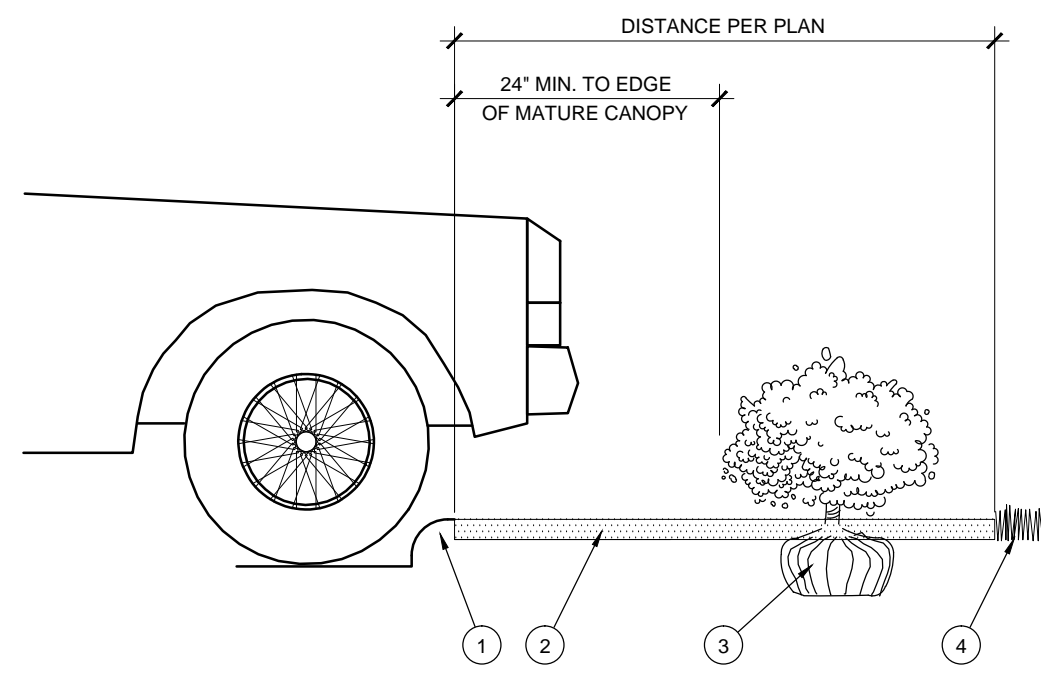 DISTANCE PER PLAN
24" MIN. TO EDGE
OF MATURE CANOPY
1
2
3
4